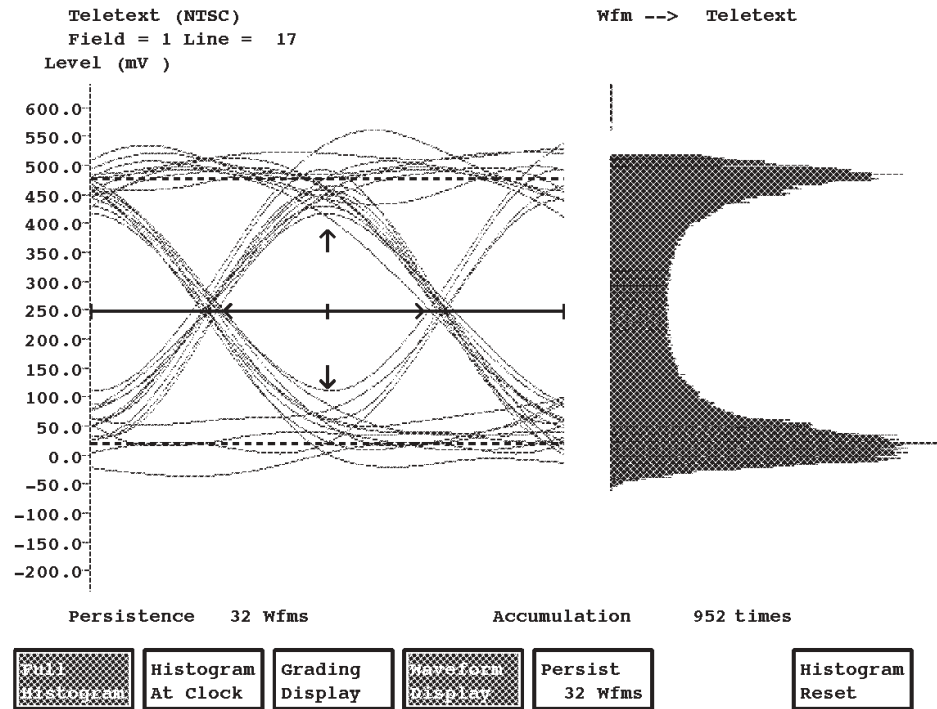 Teletext (NTSC)
Wfm --> Teletext
Field = 1 Line = 17
Level (mV )
600.0
550.0
500.0
450.0
400.0
350.0
300.0
250.0
200.0
150.0
100.0
50.0
0.0
-50.0
-100.0
-150.0
-200.0
Persistence 32 Wfms
Accumulation 952 times
Full
Histogram
Histogram
At Clock
Grading
Display
Waveform
Display
Persist
32 Wfms
Histogram
Reset